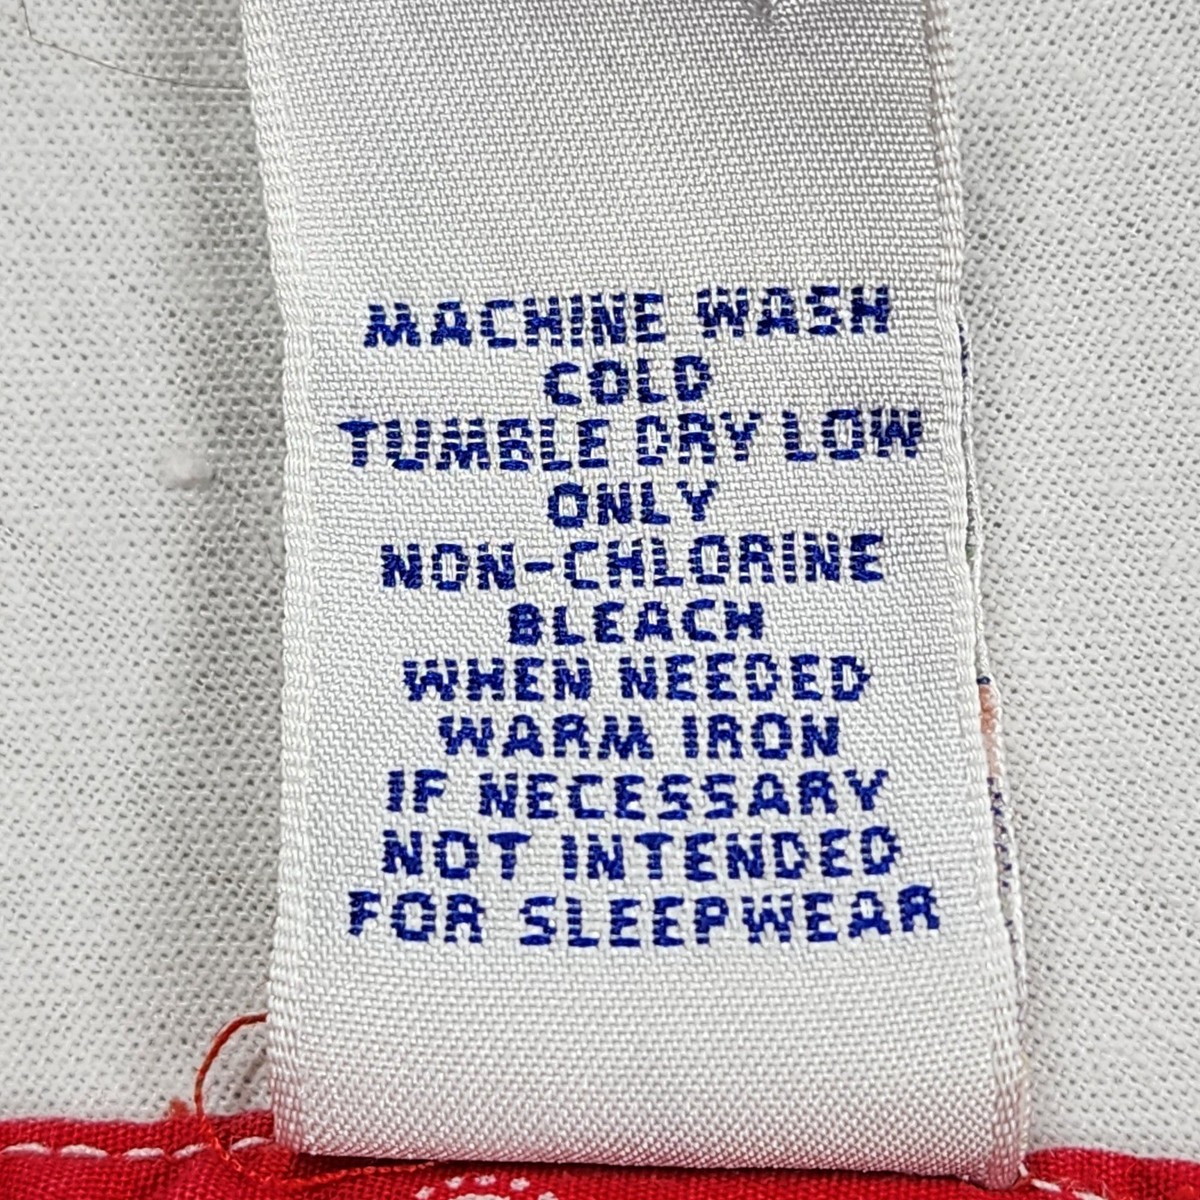 MACHINE WASH
COLD
TUMBLE DRY LOW
ONLY
NON-CHLORINE
BLEACH
WHEN NEEDED
WARM IRON
IF NECESSARY
NOT INTENDED
FOR SLEEPWEAR